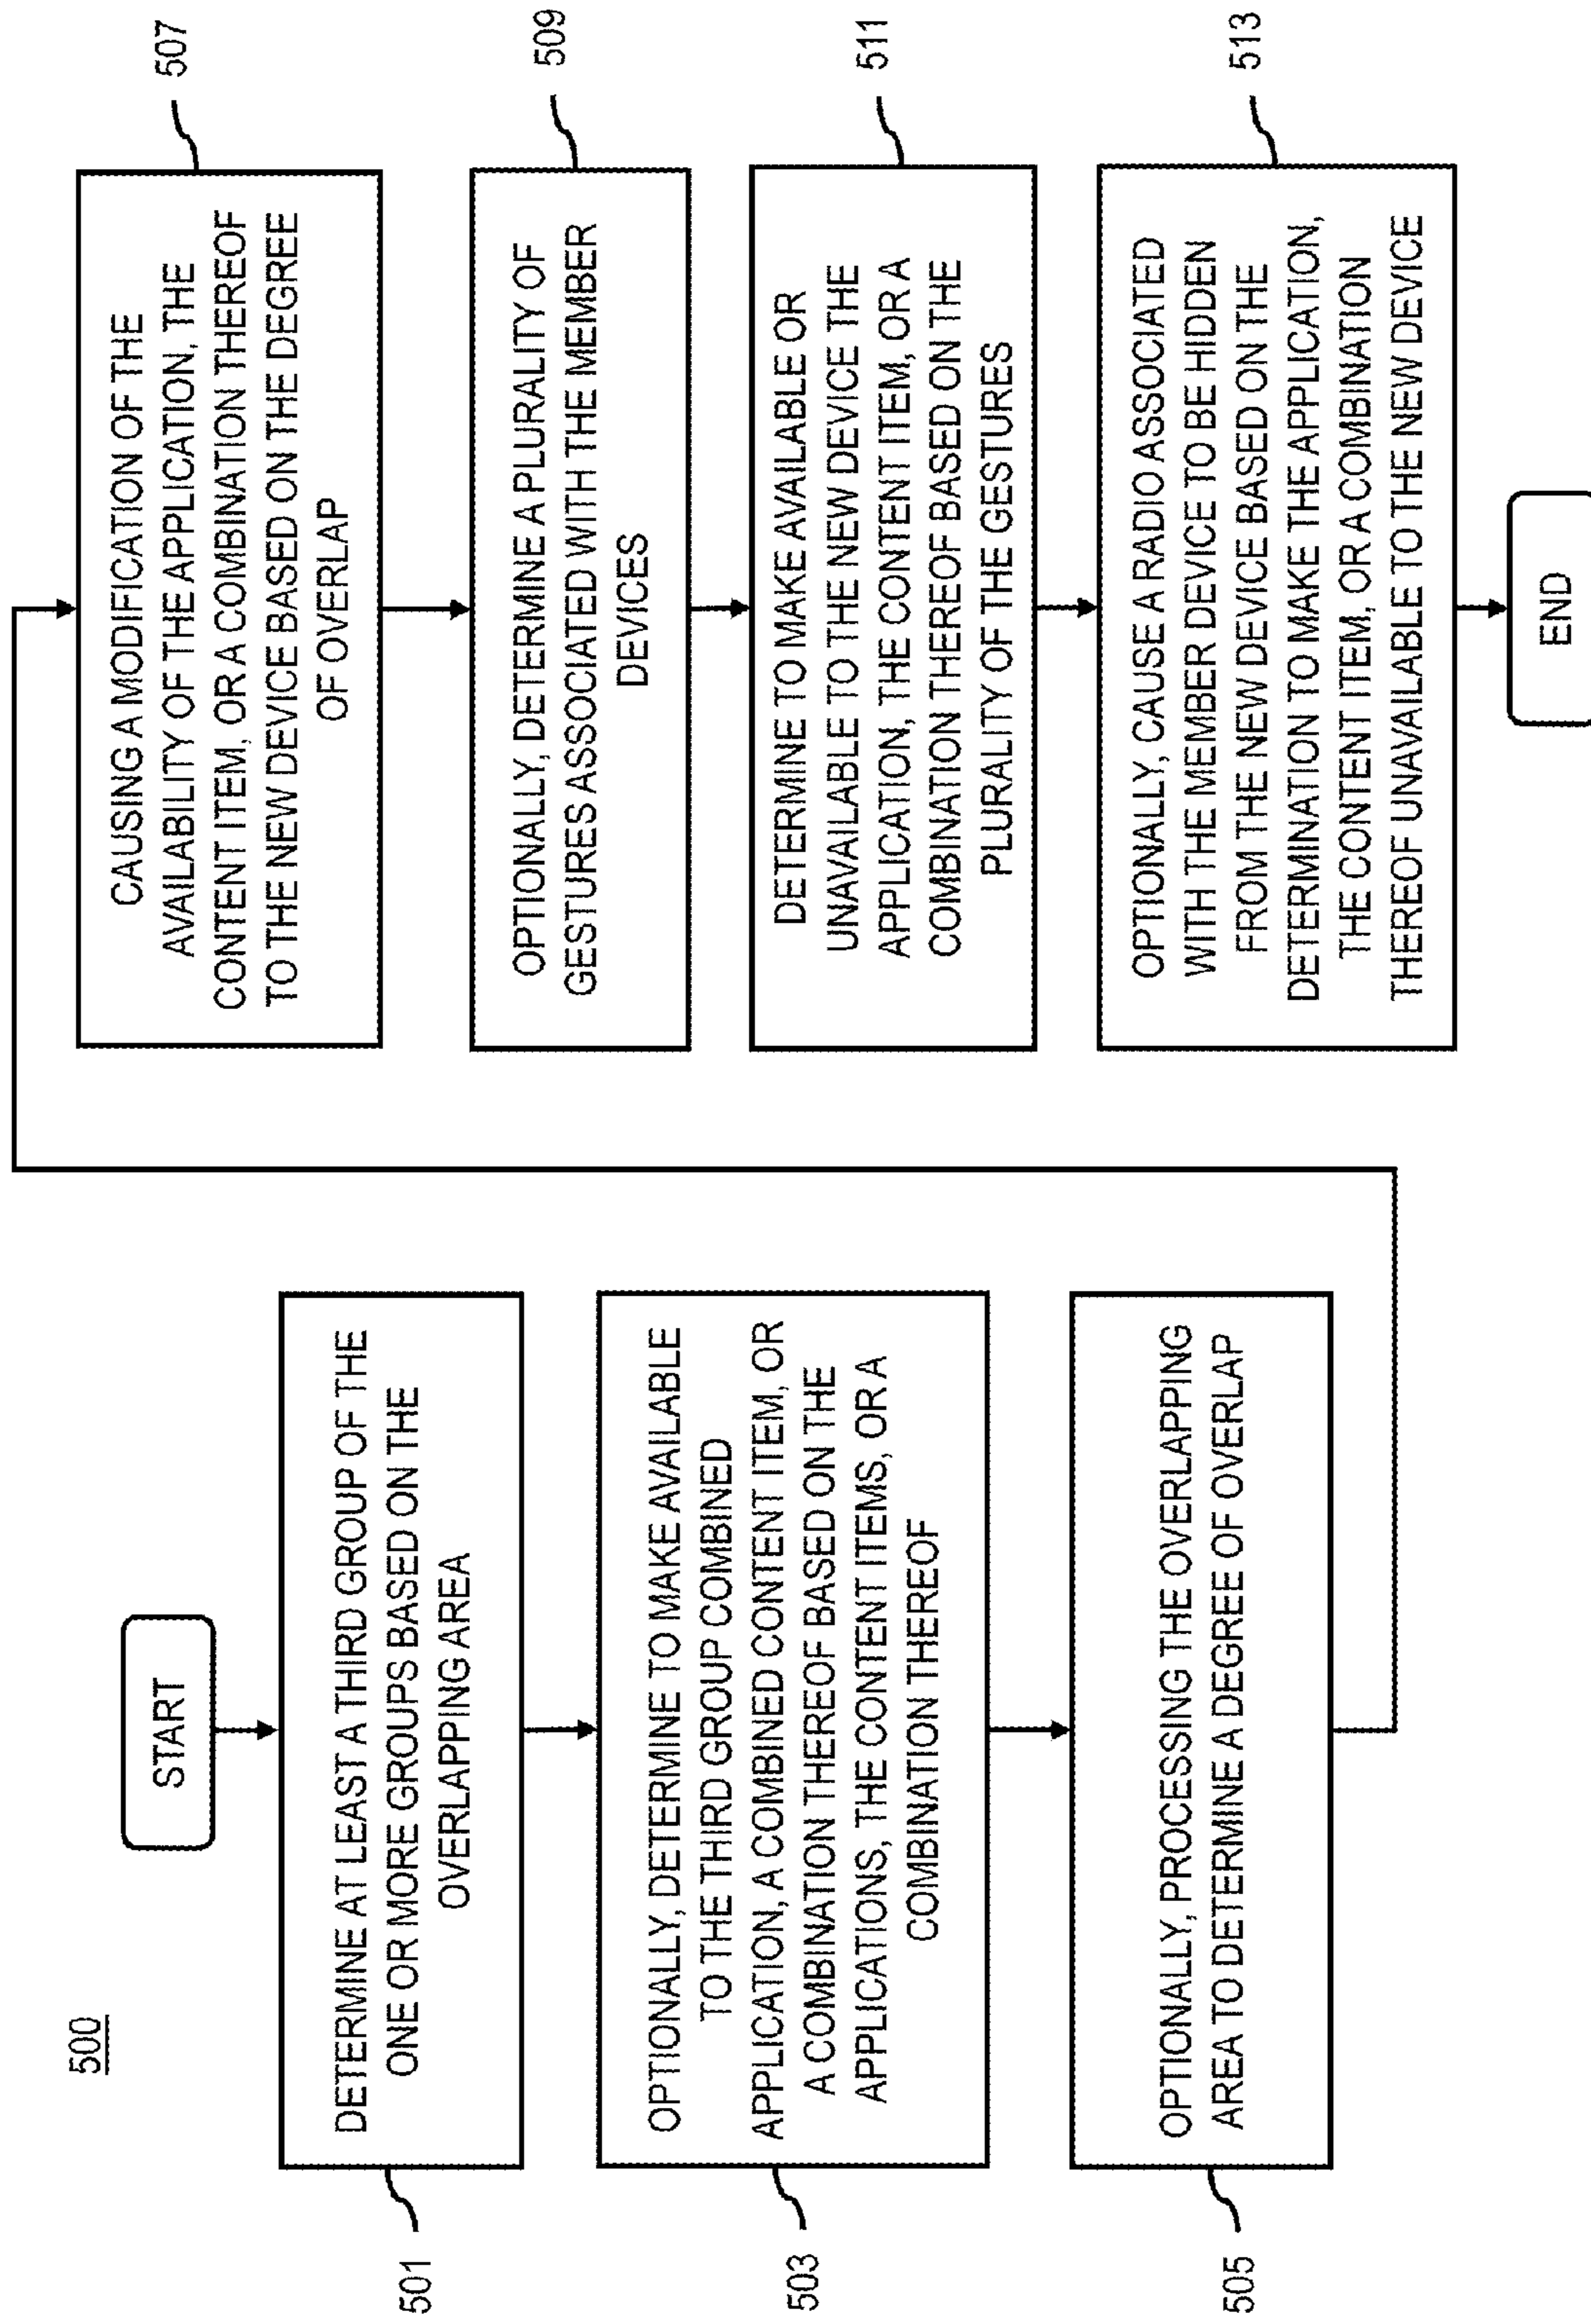 500
START
DETERMINE AT LEAST A THIRD GROUP OF THE
ONE OR MORE GROUPS BASED ON THE
OVERLAPPING AREA
501
OPTIONALLY, DETERMINE TO MAKE AVAILABLE
TO THE THIRD GROUP COMBINED
APPLICATION, A COMBINED CONTENT ITEM, OR
A COMBINATION THEREOF BASED ON THE
APPLICATIONS, THE CONTENT ITEMS, OR A
COMBINATION THEREOF
503
OPTIONALLY, PROCESSING THE OVERLAPPING
AREA TO DETERMINE A DEGREE OF OVERLAP
505
CAUSING A MODIFICATION OF THE
AVAILABILITY OF THE APPLICATION, THE
CONTENT ITEM, OR A COMBINATION THEREOF
TO THE NEW DEVICE BASED ON THE DEGREE
OF OVERLAP
507
OPTIONALLY, DETERMINE A PLURALITY OF
GESTURES ASSOCIATED WITH THE MEMBER
DEVICES
509
DETERMINE TO MAKE AVAILABLE OR
UNAVAILABLE TO THE NEW DEVICE THE
APPLICATION, THE CONTENT ITEM, OR A
COMBINATION THEREOF BASED ON THE
PLURALITY OF THE GESTURES
511
OPTIONALLY, CAUSE A RADIO ASSOCIATED
WITH THE MEMBER DEVICE TO BE HIDDEN
FROM THE NEW DEVICE BASED ON THE
DETERMINATION TO MAKE THE APPLICATION,
THE CONTENT ITEM, OR A COMBINATION
THEREOF UNAVAILABLE TO THE NEW DEVICE
513
END